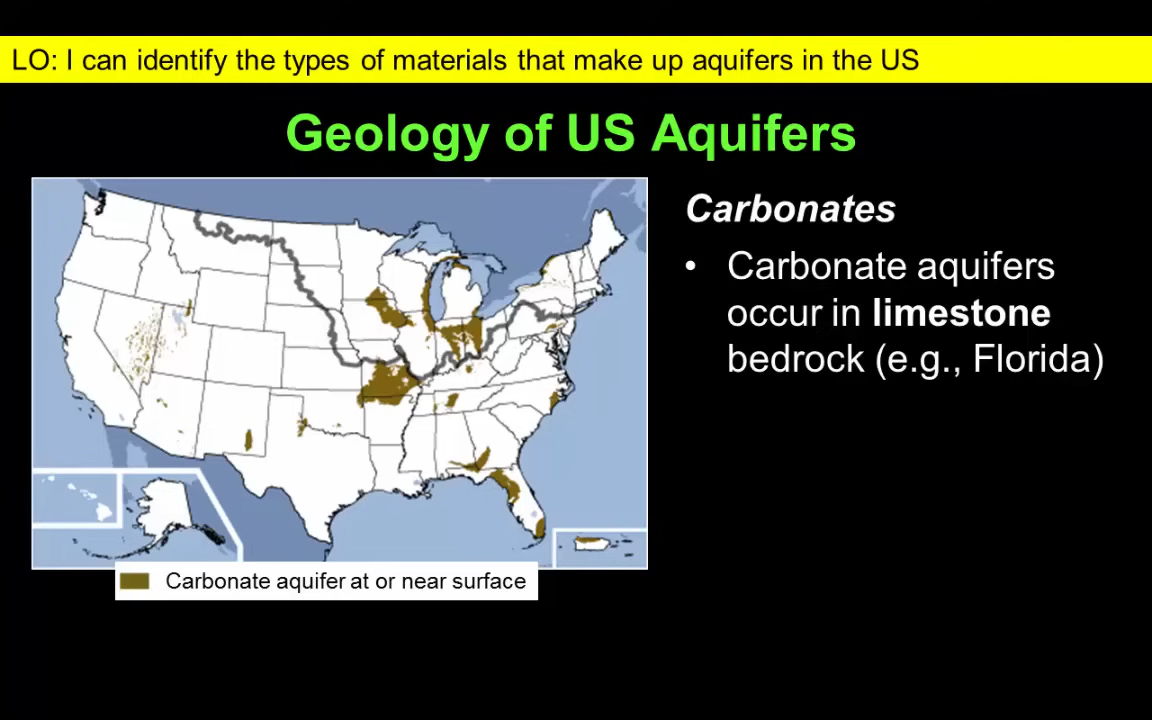 LO: I can identify the types of materials that make up aquifers in the US
Geology of US Aquifers
Carbonates
• Carbonate aquifers
occur in limestone
bedrock (e.g., Florida)
Carbonate aquifer at or near surface